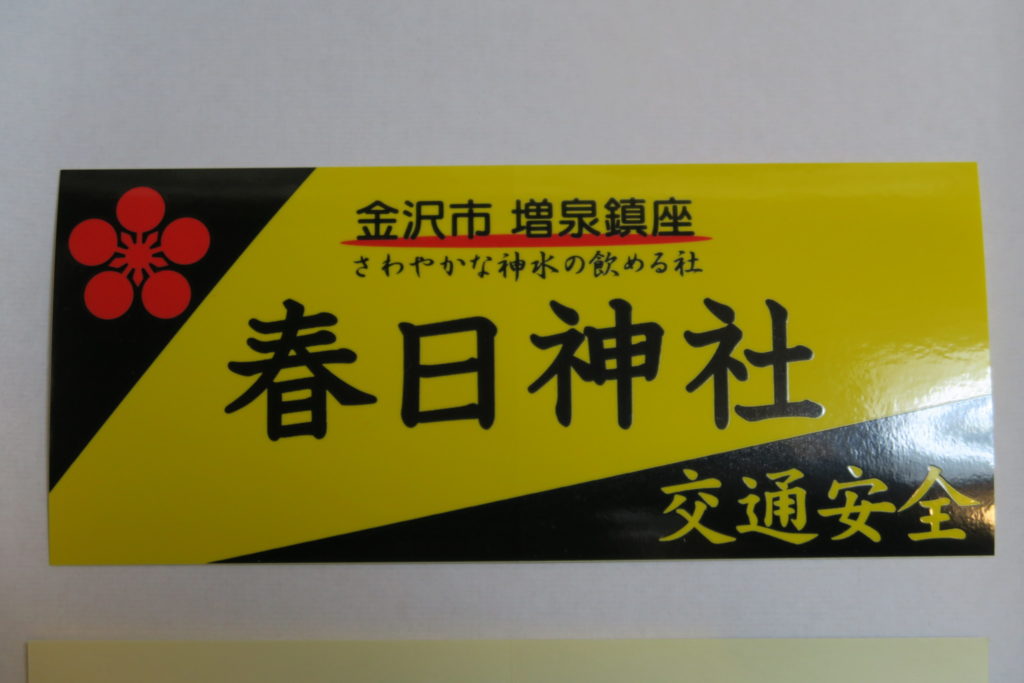 金沢市 増泉鎮座
さわやかな神水の飲める社
春日神社
交通安全